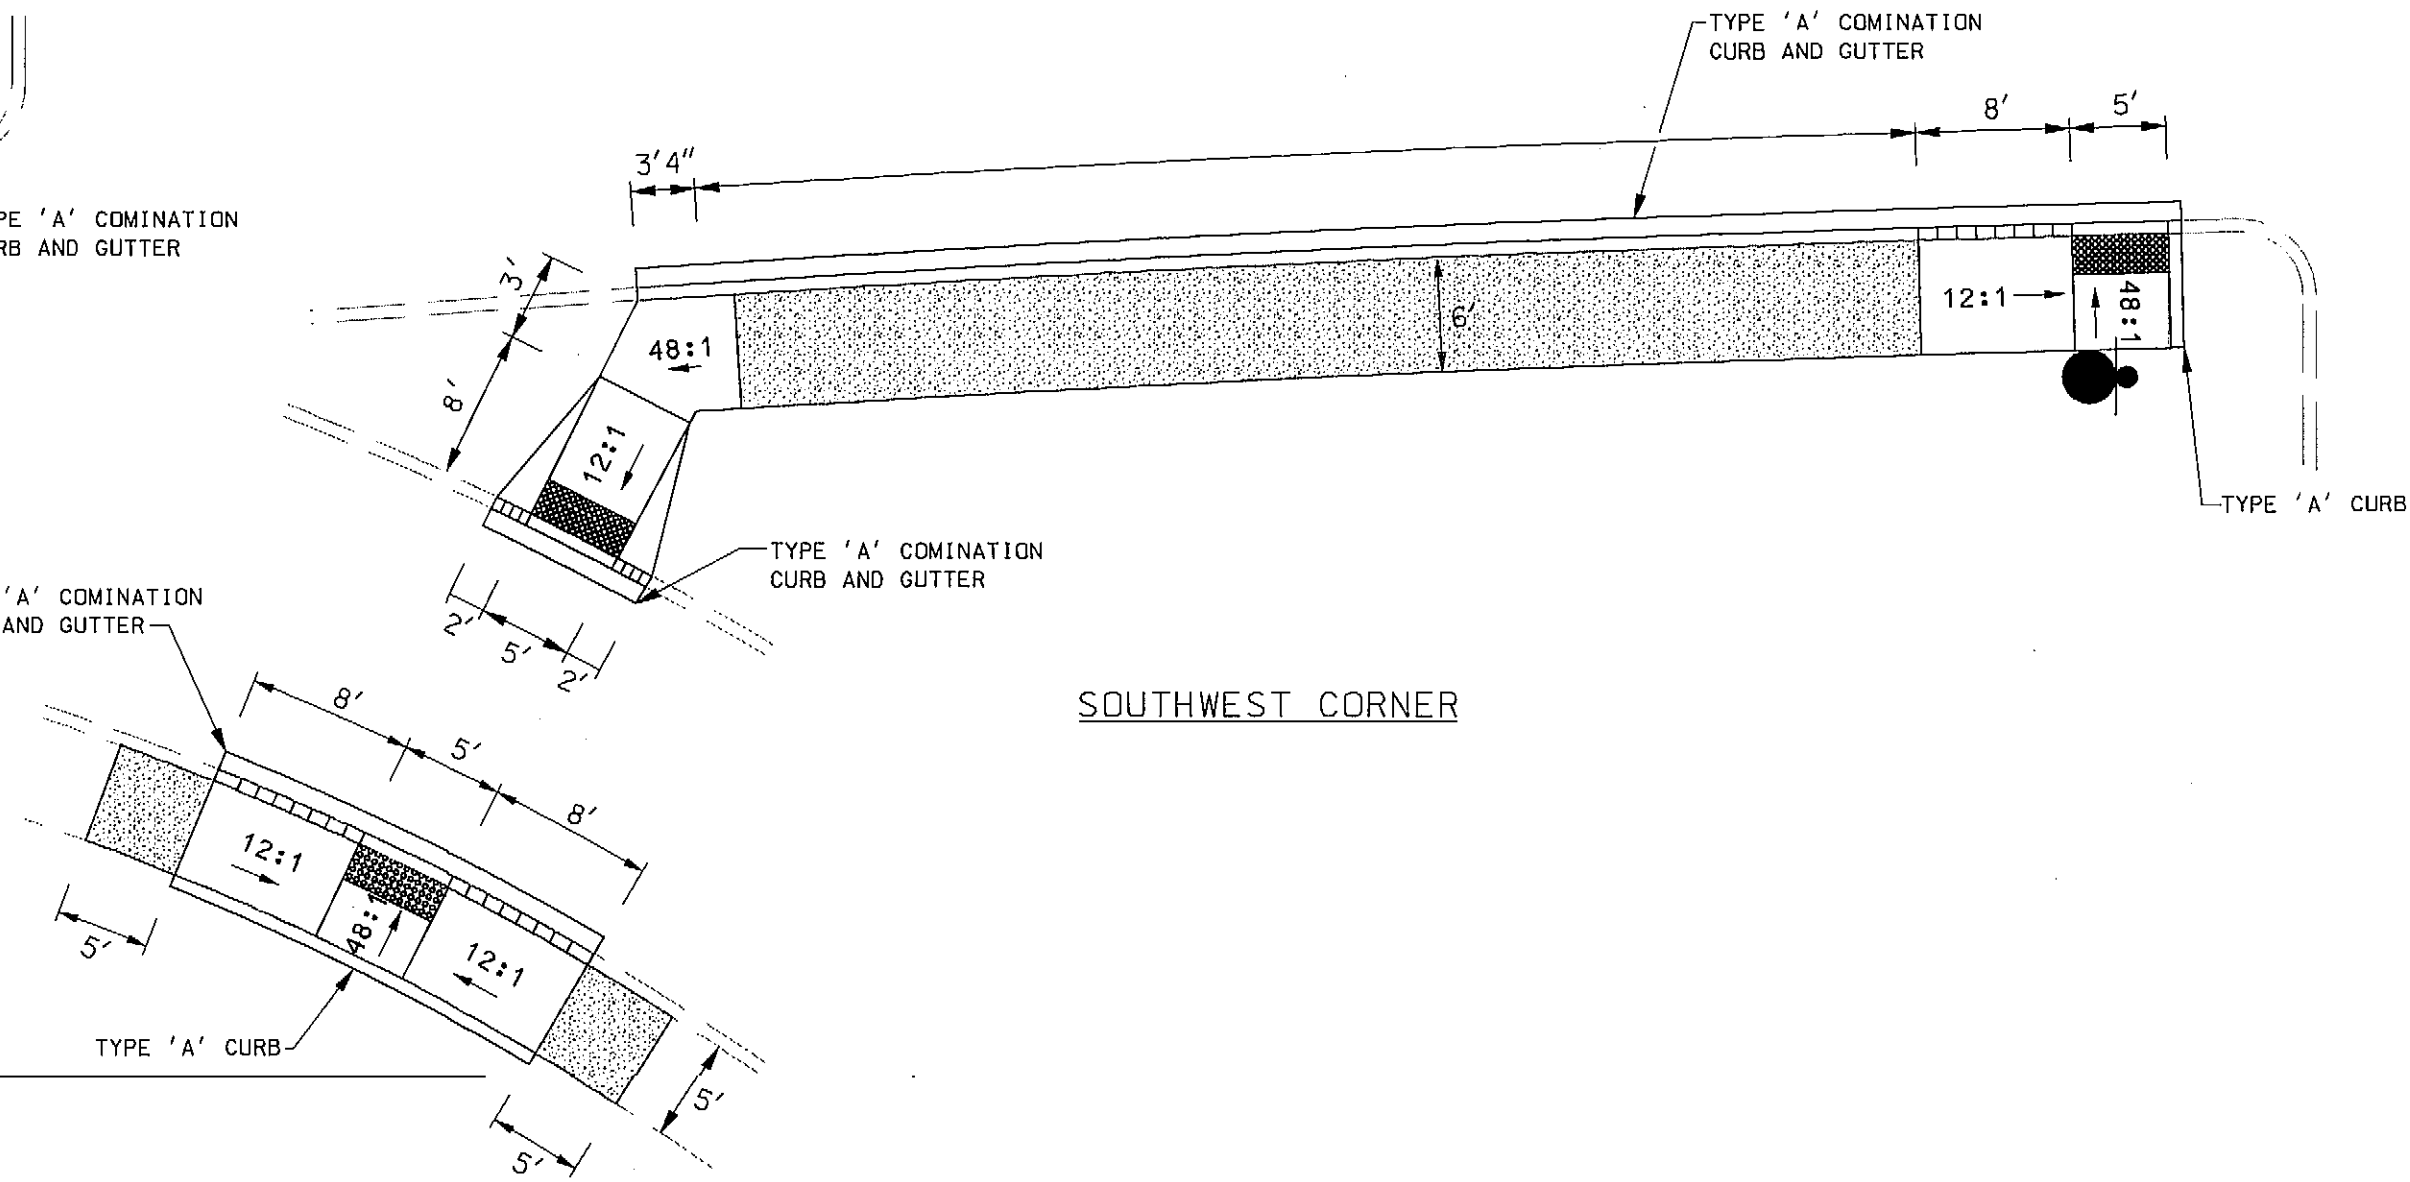 TYPE 'A' COMINATION
CURB AND GUTTER
8'
5'
3'4"
'A' COMINATION
AND GUTTER
3'
8'
48:1
12:1
6'
12:1
48:1
TYPE 'A' CURB
TYPE 'A' COMINATION
CURB AND GUTTER
2'
5'
2'
SOUTHWEST CORNER
'A' COMINATION
AND GUTTER
8'
5'
8'
12:1
48:1
12:1
5'
TYPE 'A' CURB
5'
5'